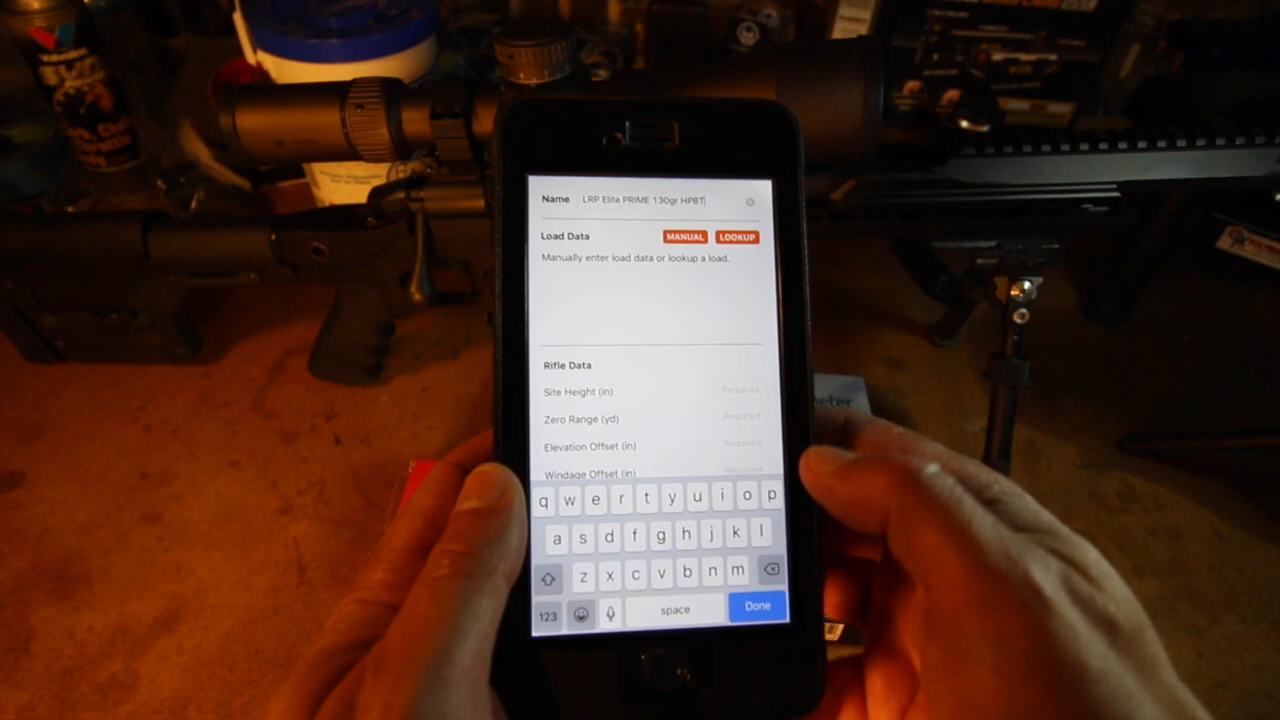 Name LRP Elite PRIME 130gr HPBT
Load Data MANUAL LOOKUP
Manually enter load data or lookup a load.
Rifle Data
Site Height (in) Required
Zero Range (yd) Required
Elevation Offset (in) Required
Windage Offset (in) Required
q w e r t y u i o p
a s d f g h j k l
z x c v b n m
123 space Done